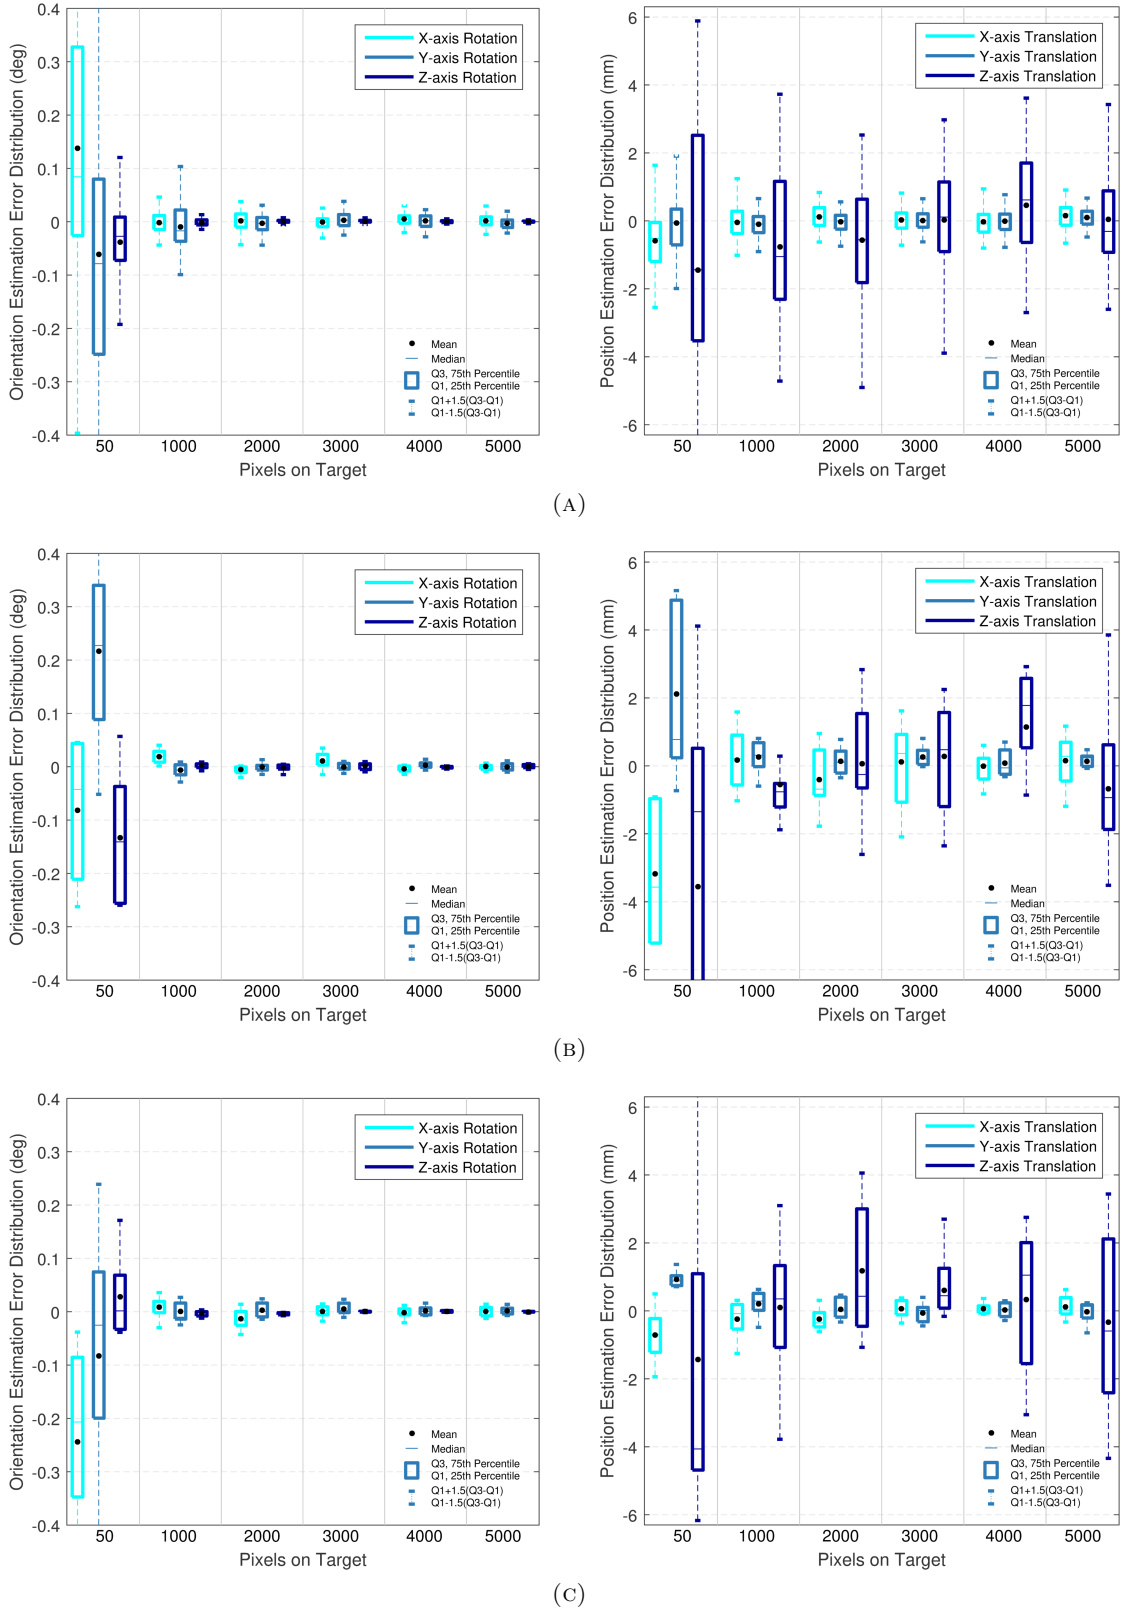 0.4
0.3
0.2
0.1
0
-0.1
-0.2
-0.3
-0.4
Orientation Estimation Error Distribution (deg)
X-axis Rotation
Y-axis Rotation
Z-axis Rotation
Mean
Median
Q3, 75th Percentile
Q1, 25th Percentile
Q1+1.5(Q3-Q1)
Q1-1.5(Q3-Q1)
50 1000 2000 3000 4000 5000
Pixels on Target
6
4
2
0
-2
-4
-6
Position Estimation Error Distribution (mm)
X-axis Translation
Y-axis Translation
Z-axis Translation
Mean
Median
Q3, 75th Percentile
Q1, 25th Percentile
Q1+1.5(Q3-Q1)
Q1-1.5(Q3-Q1)
50 1000 2000 3000 4000 5000
Pixels on Target
(A)
0.4
0.3
0.2
0.1
0
-0.1
-0.2
-0.3
-0.4
Orientation Estimation Error Distribution (deg)
X-axis Rotation
Y-axis Rotation
Z-axis Rotation
Mean
Median
Q3, 75th Percentile
Q1, 25th Percentile
Q1+1.5(Q3-Q1)
Q1-1.5(Q3-Q1)
50 1000 2000 3000 4000 5000
Pixels on Target
6
4
2
0
-2
-4
-6
Position Estimation Error Distribution (mm)
X-axis Translation
Y-axis Translation
Z-axis Translation
Mean
Median
Q3, 75th Percentile
Q1, 25th Percentile
Q1+1.5(Q3-Q1)
Q1-1.5(Q3-Q1)
50 1000 2000 3000 4000 5000
Pixels on Target
(B)
0.4
0.3
0.2
0.1
0
-0.1
-0.2
-0.3
-0.4
Orientation Estimation Error Distribution (deg)
X-axis Rotation
Y-axis Rotation
Z-axis Rotation
Mean
Median
Q3, 75th Percentile
Q1, 25th Percentile
Q1+1.5(Q3-Q1)
Q1-1.5(Q3-Q1)
50 1000 2000 3000 4000 5000
Pixels on Target
6
4
2
0
-2
-4
-6
Position Estimation Error Distribution (mm)
X-axis Translation
Y-axis Translation
Z-axis Translation
Mean
Median
Q3, 75th Percentile
Q1, 25th Percentile
Q1+1.5(Q3-Q1)
Q1-1.5(Q3-Q1)
50 1000 2000 3000 4000 5000
Pixels on Target
(C)